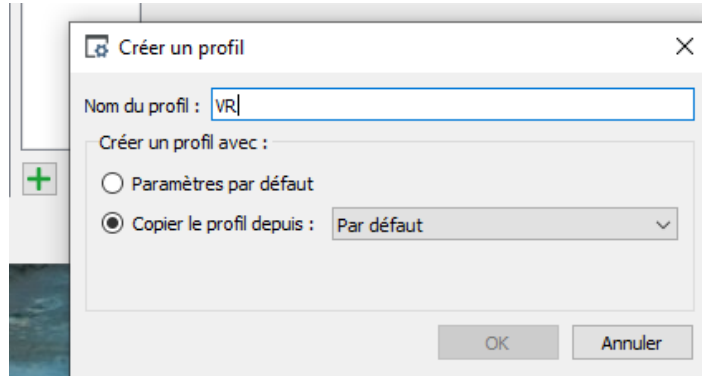 Créer un profil
Nom du profil : VR
Créer un profil avec :
Paramètres par défaut
Copier le profil depuis : Par défaut
OK Annuler